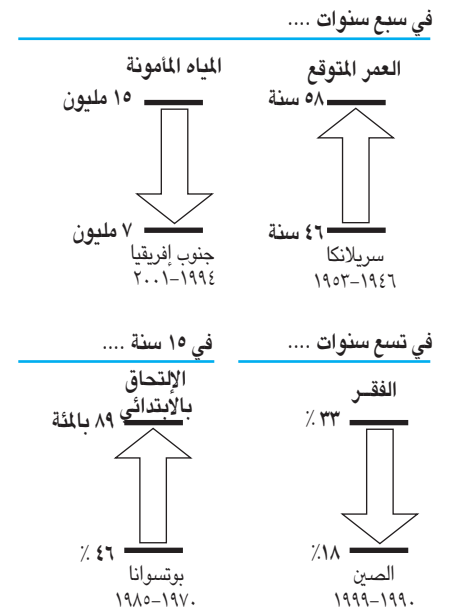 في سبع سنوات ....
العمر المتوقع
٥٨ سنة
٤٦ سنة
سريلانكا
١٩٤٦–١٩٥٣
المياه المأمونة
١٥ مليون
٧ مليون
جنوب إفريقيا
١٩٩٤–٢٠٠١
في تسع سنوات ....
الفقــر
٣٣ ٪
١٨٪
الصين
١٩٩٠–١٩٩٩
في ١٥ سنة ....
الإلتحاق
بالابتدائي
٨٩ بالمئة
٤٦ ٪
بوتسوانا
١٩٧٠–١٩٨٥